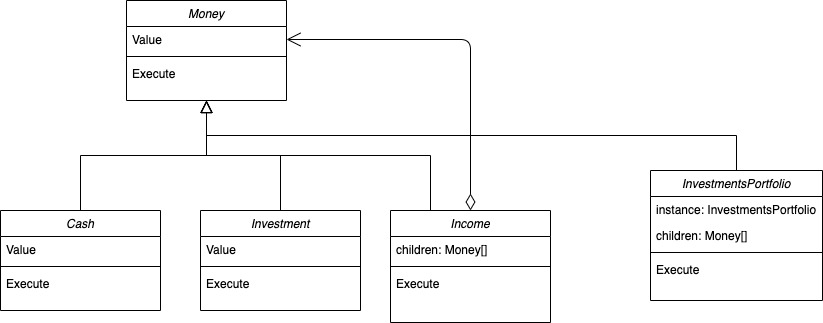 Money
Value
Execute
Cash
Value
Execute
Investment
Value
Execute
Income
children: Money[]
Execute
InvestmentsPortfolio
instance: InvestmentsPortfolio
children: Money[]
Execute